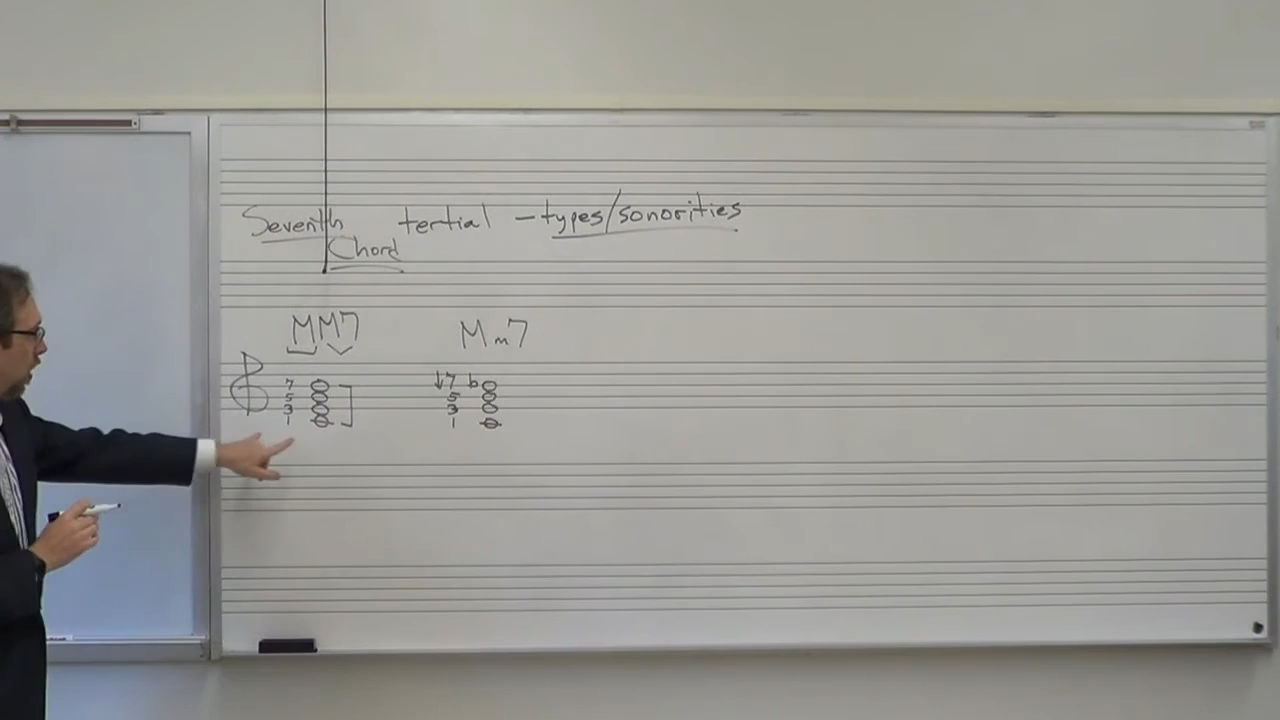 Seventh tertial - types/sonorities
Chord
MM7 Mm7
7 ↓7 ♭
5 5
3 3
1 1